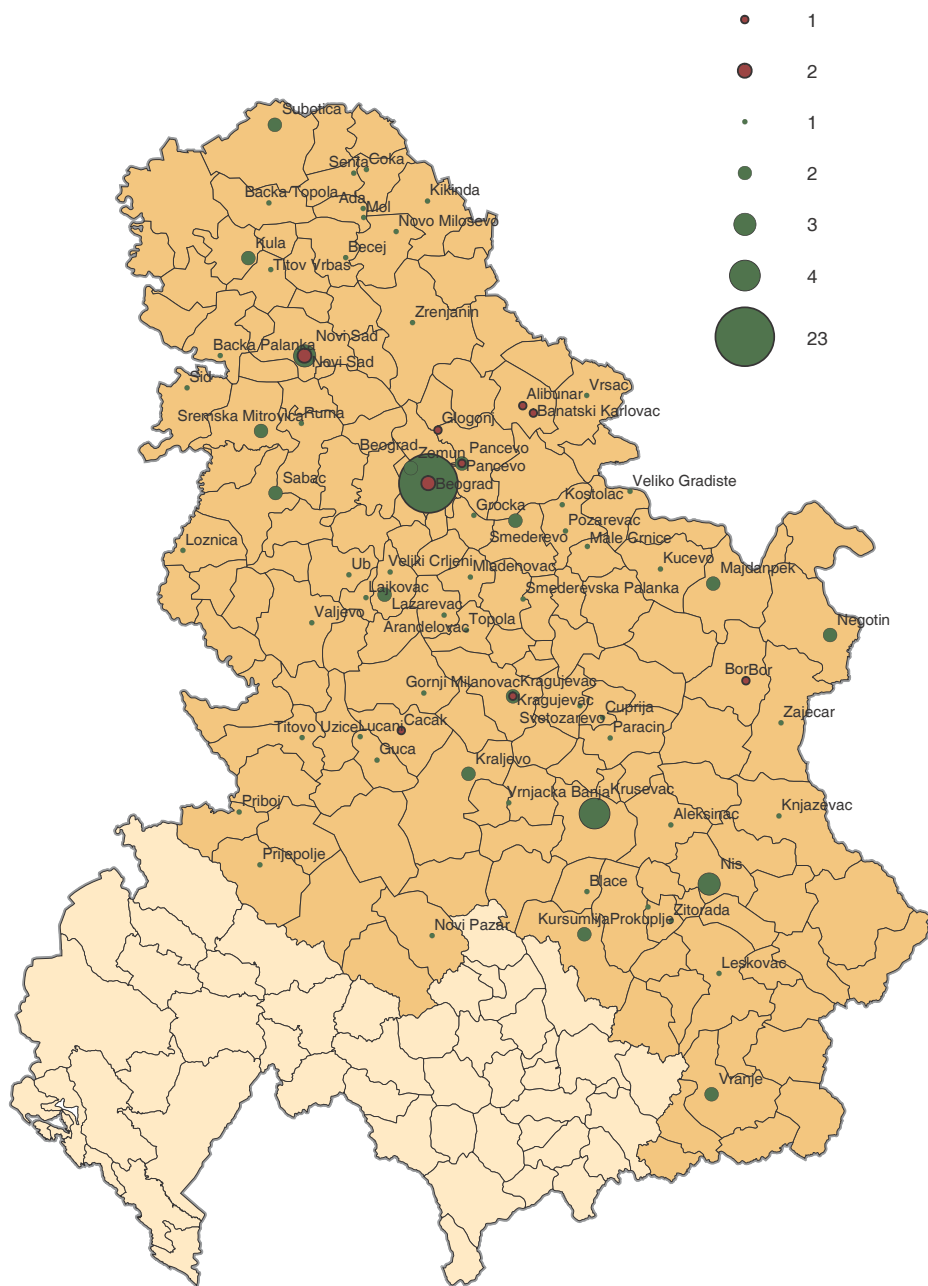 1
2
1
2
3
4
23
Subotica
Senta
Coka
Backa Topola
Ada
Mol
Kikinda
Novo Milosevo
Kula
Titov Vrbas
Becej
Zrenjanin
Novi Sad
Novi Sad
Backa Palanka
Sid
Sremska Mitrovica
Ruma
Alibunar
Vrsac
Banatski Karlovac
Glogonj
Beograd
Zemun
Pancevo
Pancevo
Beograd
Sabac
Grocka
Kostolac
Veliko Gradiste
Smederevo
Pozarevac
Male Crnice
Loznica
Ub
Veliki Crljeni
Mladenovac
Kucevo
Majdanpek
Lajkovac
Lazarevac
Smederevska Palanka
Valjevo
Arandelovac
Topola
Negotin
Bor
Bor
Gornji Milanovac
Kragujevac
Kragujevac
Svetozarevo
Cuprija
Zajecar
Titovo Uzice
Lucani
Cacak
Paracin
Guca
Kraljevo
Priboj
Vrnjacka Banja
Krusevac
Aleksinac
Knjazevac
Prijepolje
Nis
Blace
Novi Pazar
Kursumlija
Prokuplje
Zitorada
Leskovac
Vranje